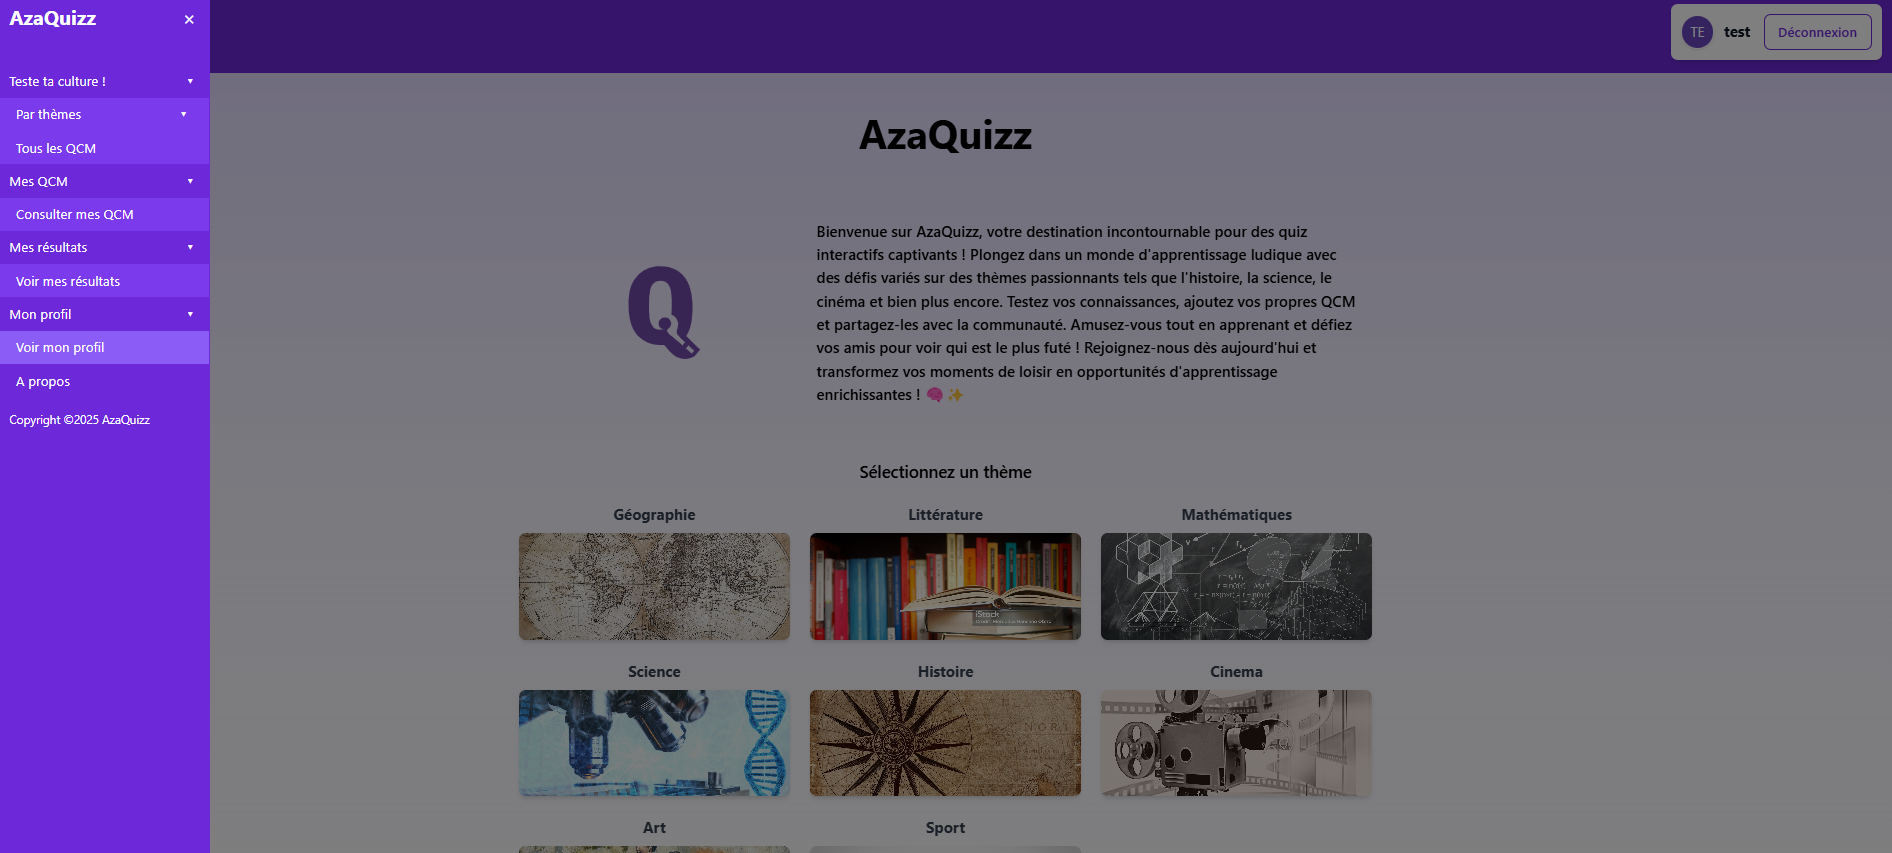 AzaQuizz ×
Teste ta culture ! ▼
Par thèmes ▼
Tous les QCM
Mes QCM ▼
Consulter mes QCM
Mes résultats ▼
Voir mes résultats
Mon profil ▼
Voir mon profil
A propos
Copyright ©2025 AzaQuizz
TE test Déconnexion
AzaQuizz
Q
Bienvenue sur AzaQuizz, votre destination incontournable pour des quiz
interactifs captivants ! Plongez dans un monde d'apprentissage ludique avec
des défis variés sur des thèmes passionnants tels que l'histoire, la science, le
cinéma et bien plus encore. Testez vos connaissances, ajoutez vos propres QCM
et partagez-les avec la communauté. Amusez-vous tout en apprenant et défiez
vos amis pour voir qui est le plus futé ! Rejoignez-nous dès aujourd'hui et
transformez vos moments de loisir en opportunités d'apprentissage
enrichissantes ! 🧠 ✨
Sélectionnez un thème
Géographie
Littérature
Mathématiques
iStock
Science
Histoire
Cinema
Art
Sport